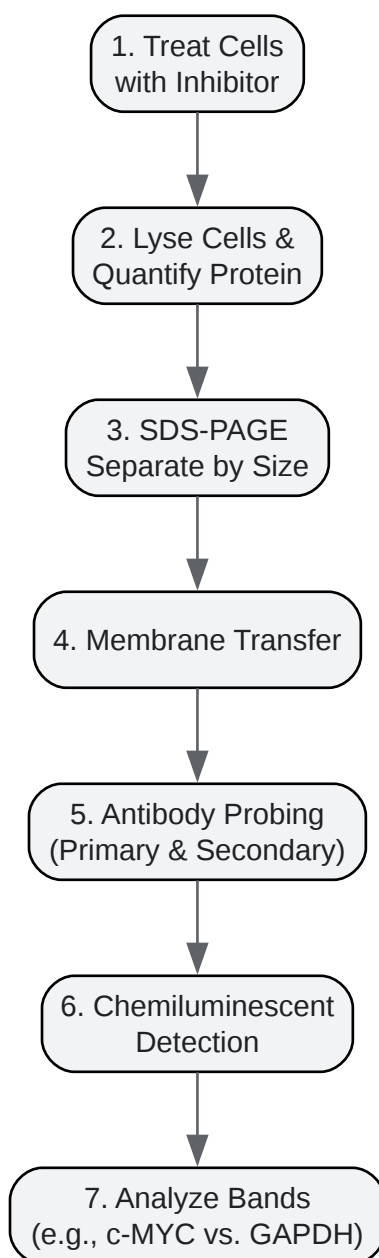 1. Treat Cells
with Inhibitor
2. Lyse Cells &
Quantify Protein
3. SDS-PAGE
Separate by Size
4. Membrane Transfer
5. Antibody Probing
(Primary & Secondary)
6. Chemiluminescent
Detection
7. Analyze Bands
(e.g., c-MYC vs. GAPDH)